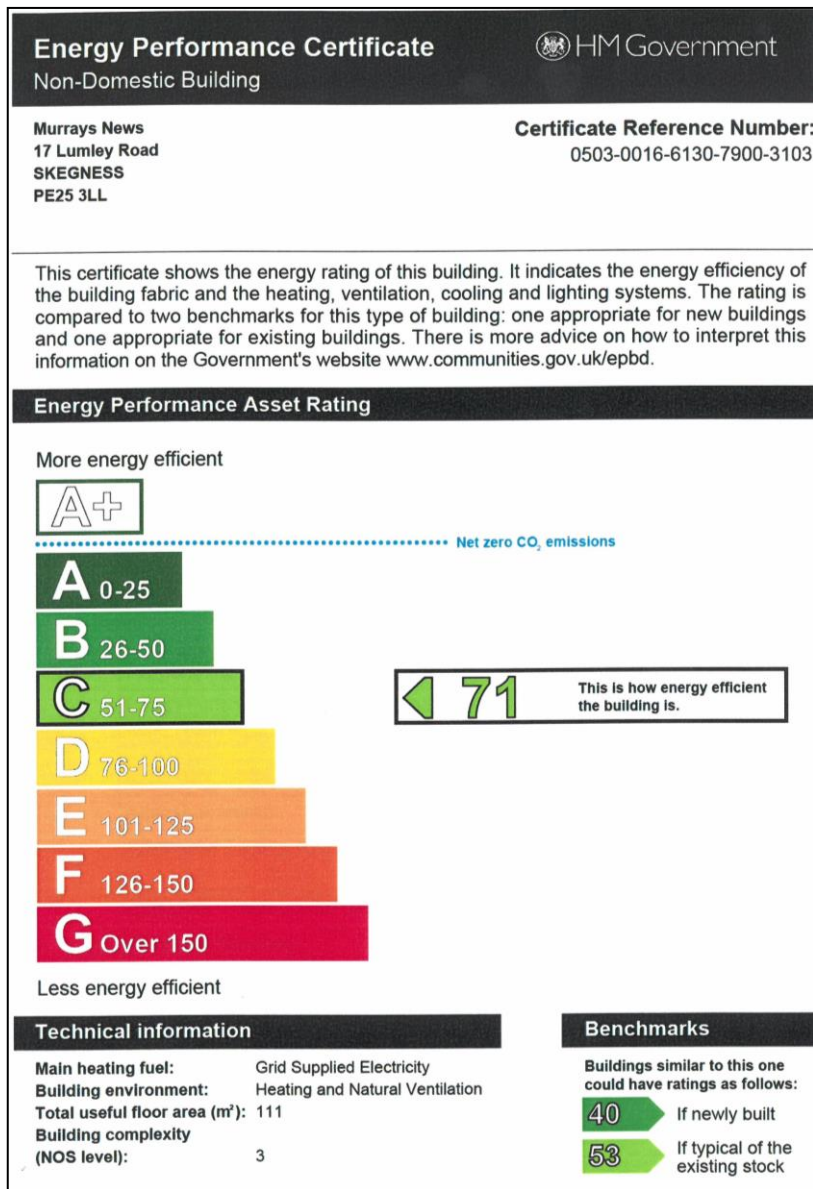 Energy Performance Certificate
HM Government
Non-Domestic Building
Murrays News
17 Lumley Road
SKEGNESS
PE25 3LL
Certificate Reference Number:
0503-0016-6130-7900-3103
This certificate shows the energy rating of this building. It indicates the energy efficiency of
the building fabric and the heating, ventilation, cooling and lighting systems. The rating is
compared to two benchmarks for this type of building: one appropriate for new buildings
and one appropriate for existing buildings. There is more advice on how to interpret this
information on the Government's website www.communities.gov.uk/epbd.
Energy Performance Asset Rating
More energy efficient
A+
Net zero CO₂ emissions
A 0-25
B 26-50
C 51-75
71
This is how energy efficient
the building is.
D 76-100
E 101-125
F 126-150
G Over 150
Less energy efficient
Technical information
Main heating fuel: Grid Supplied Electricity
Building environment: Heating and Natural Ventilation
Total useful floor area (m²): 111
Building complexity
(NOS level): 3
Benchmarks
Buildings similar to this one
could have ratings as follows:
40 If newly built
53 If typical of the
existing stock